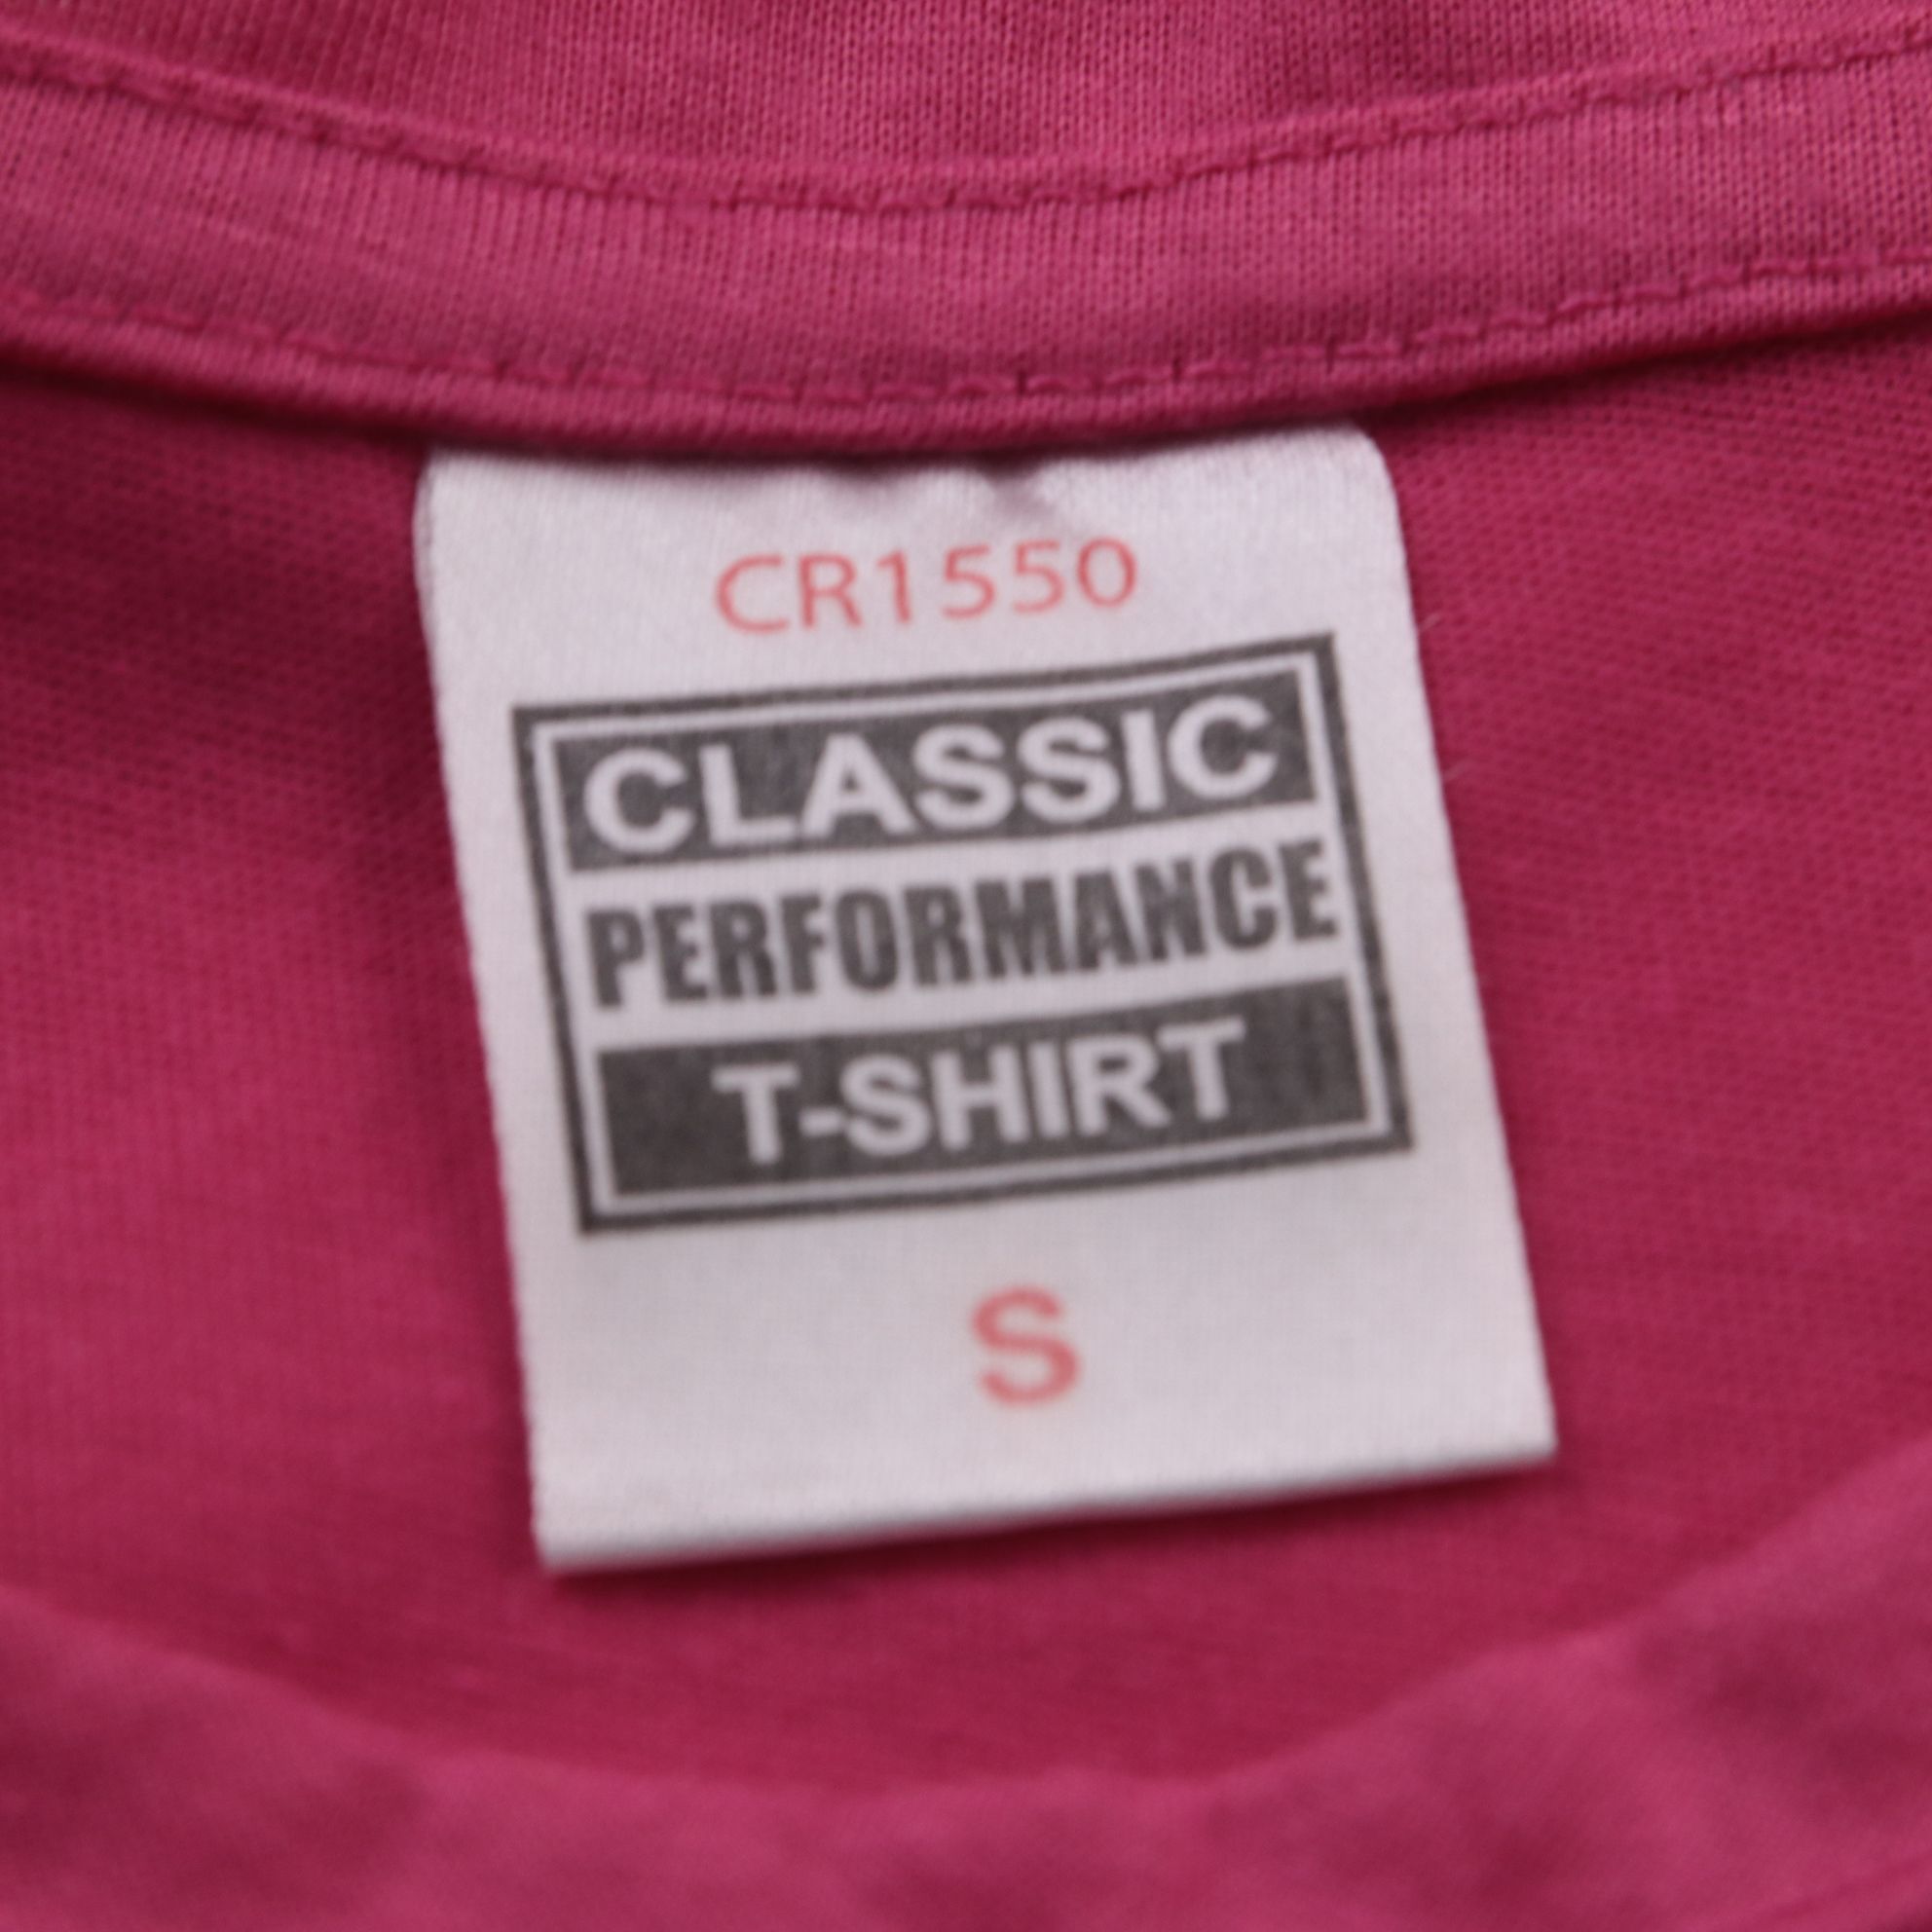 CR1550
CLASSIC
PERFORMANCE
T-SHIRT
S